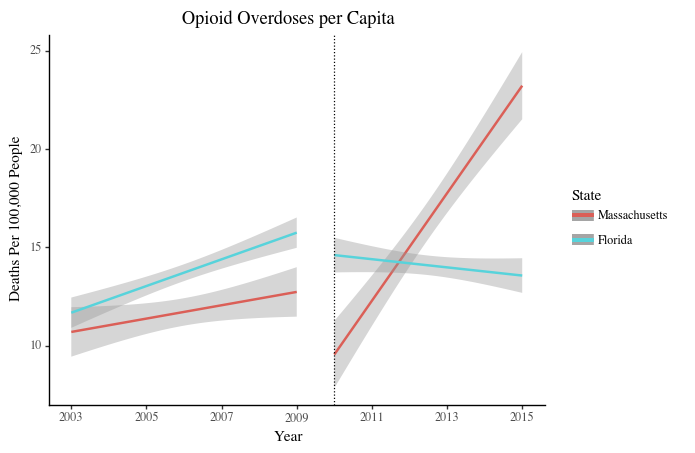 Opioid Overdoses per Capita
Deaths Per 100,000 People
25
20
15
10
2003 2005 2007 2009 2011 2013 2015
Year
State
Massachusetts
Florida